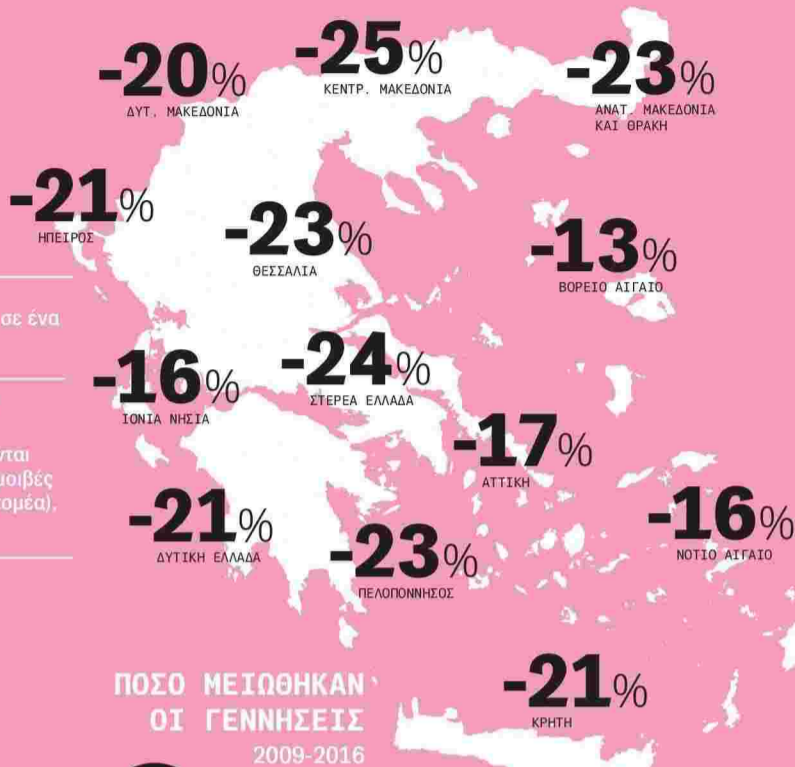 -20%
ΔΥΤ. ΜΑΚΕΔΟΝΙΑ
-25%
ΚΕΝΤΡ. ΜΑΚΕΔΟΝΙΑ
-23%
ΑΝΑΤ. ΜΑΚΕΔΟΝΙΑ
ΚΑΙ ΘΡΑΚΗ
-21%
ΗΠΕΙΡΟΣ
-23%
ΘΕΣΣΑΛΙΑ
-13%
ΒΟΡΕΙΟ ΑΙΓΑΙΟ
σε ένα
-16%
ΙΟΝΙΑ ΝΗΣΙΑ
-24%
ΣΤΕΡΕΑ ΕΛΛΑΔΑ
-17%
ΑΤΤΙΚΗ
-21%
ΔΥΤΙΚΗ ΕΛΛΑΔΑ
-23%
ΠΕΛΟΠΟΝΝΗΣΟΣ
-16%
ΝΟΤΙΟ ΑΙΓΑΙΟ
-21%
ΚΡΗΤΗ
ΠΟΣΟ ΜΕΙΩΘΗΚΑΝ
ΟΙ ΓΕΝΝΗΣΕΙΣ
2009-2016